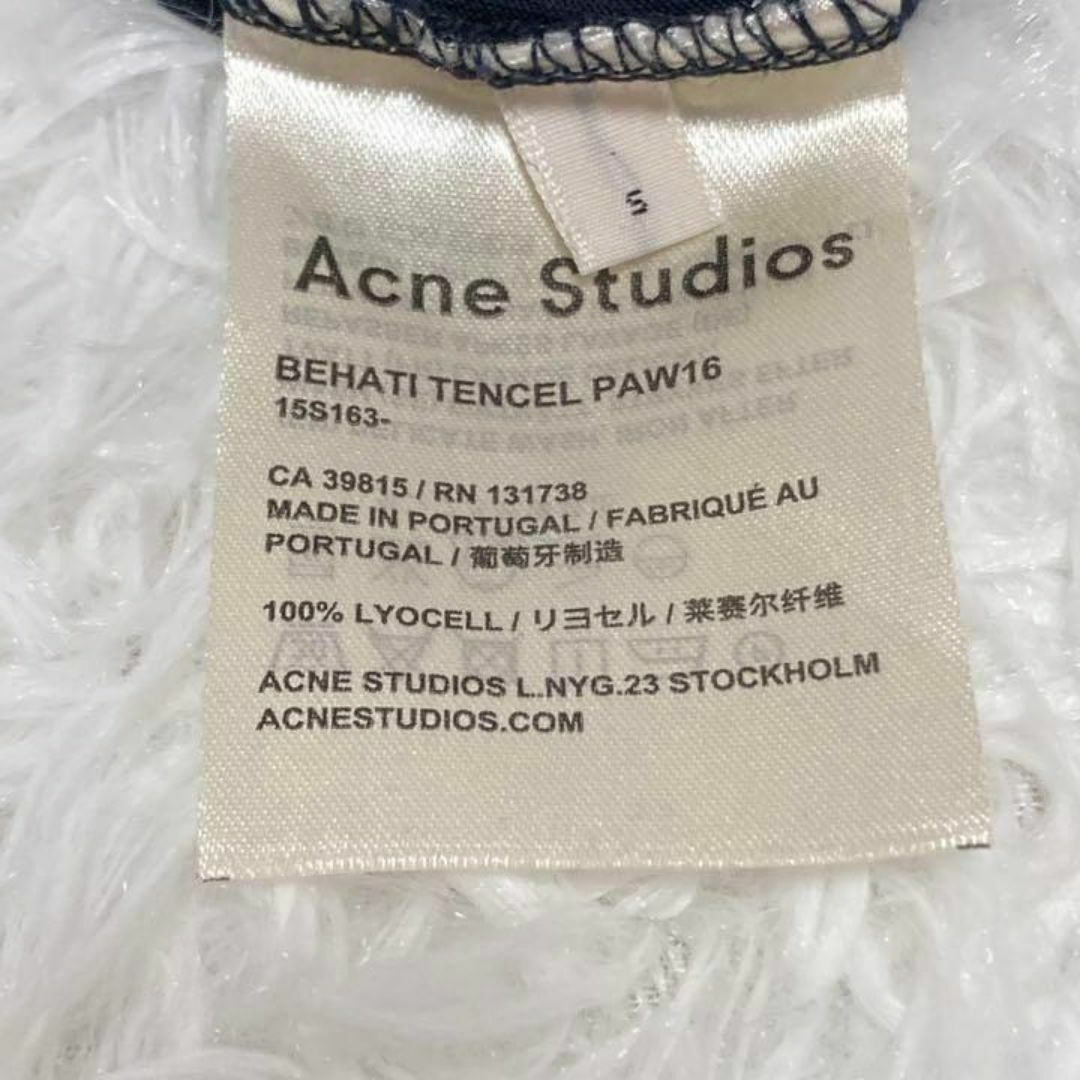 S
Acne Studios
BEHATI TENCEL PAW16
15S163-
CA 39815 / RN 131738
MADE IN PORTUGAL / FABRIQUÉ AU
PORTUGAL / 葡萄牙制造
100% LYOCELL / リヨセル / 莱赛尔纤维
ACNE STUDIOS L.NYG.23 STOCKHOLM
ACNESTUDIOS.COM